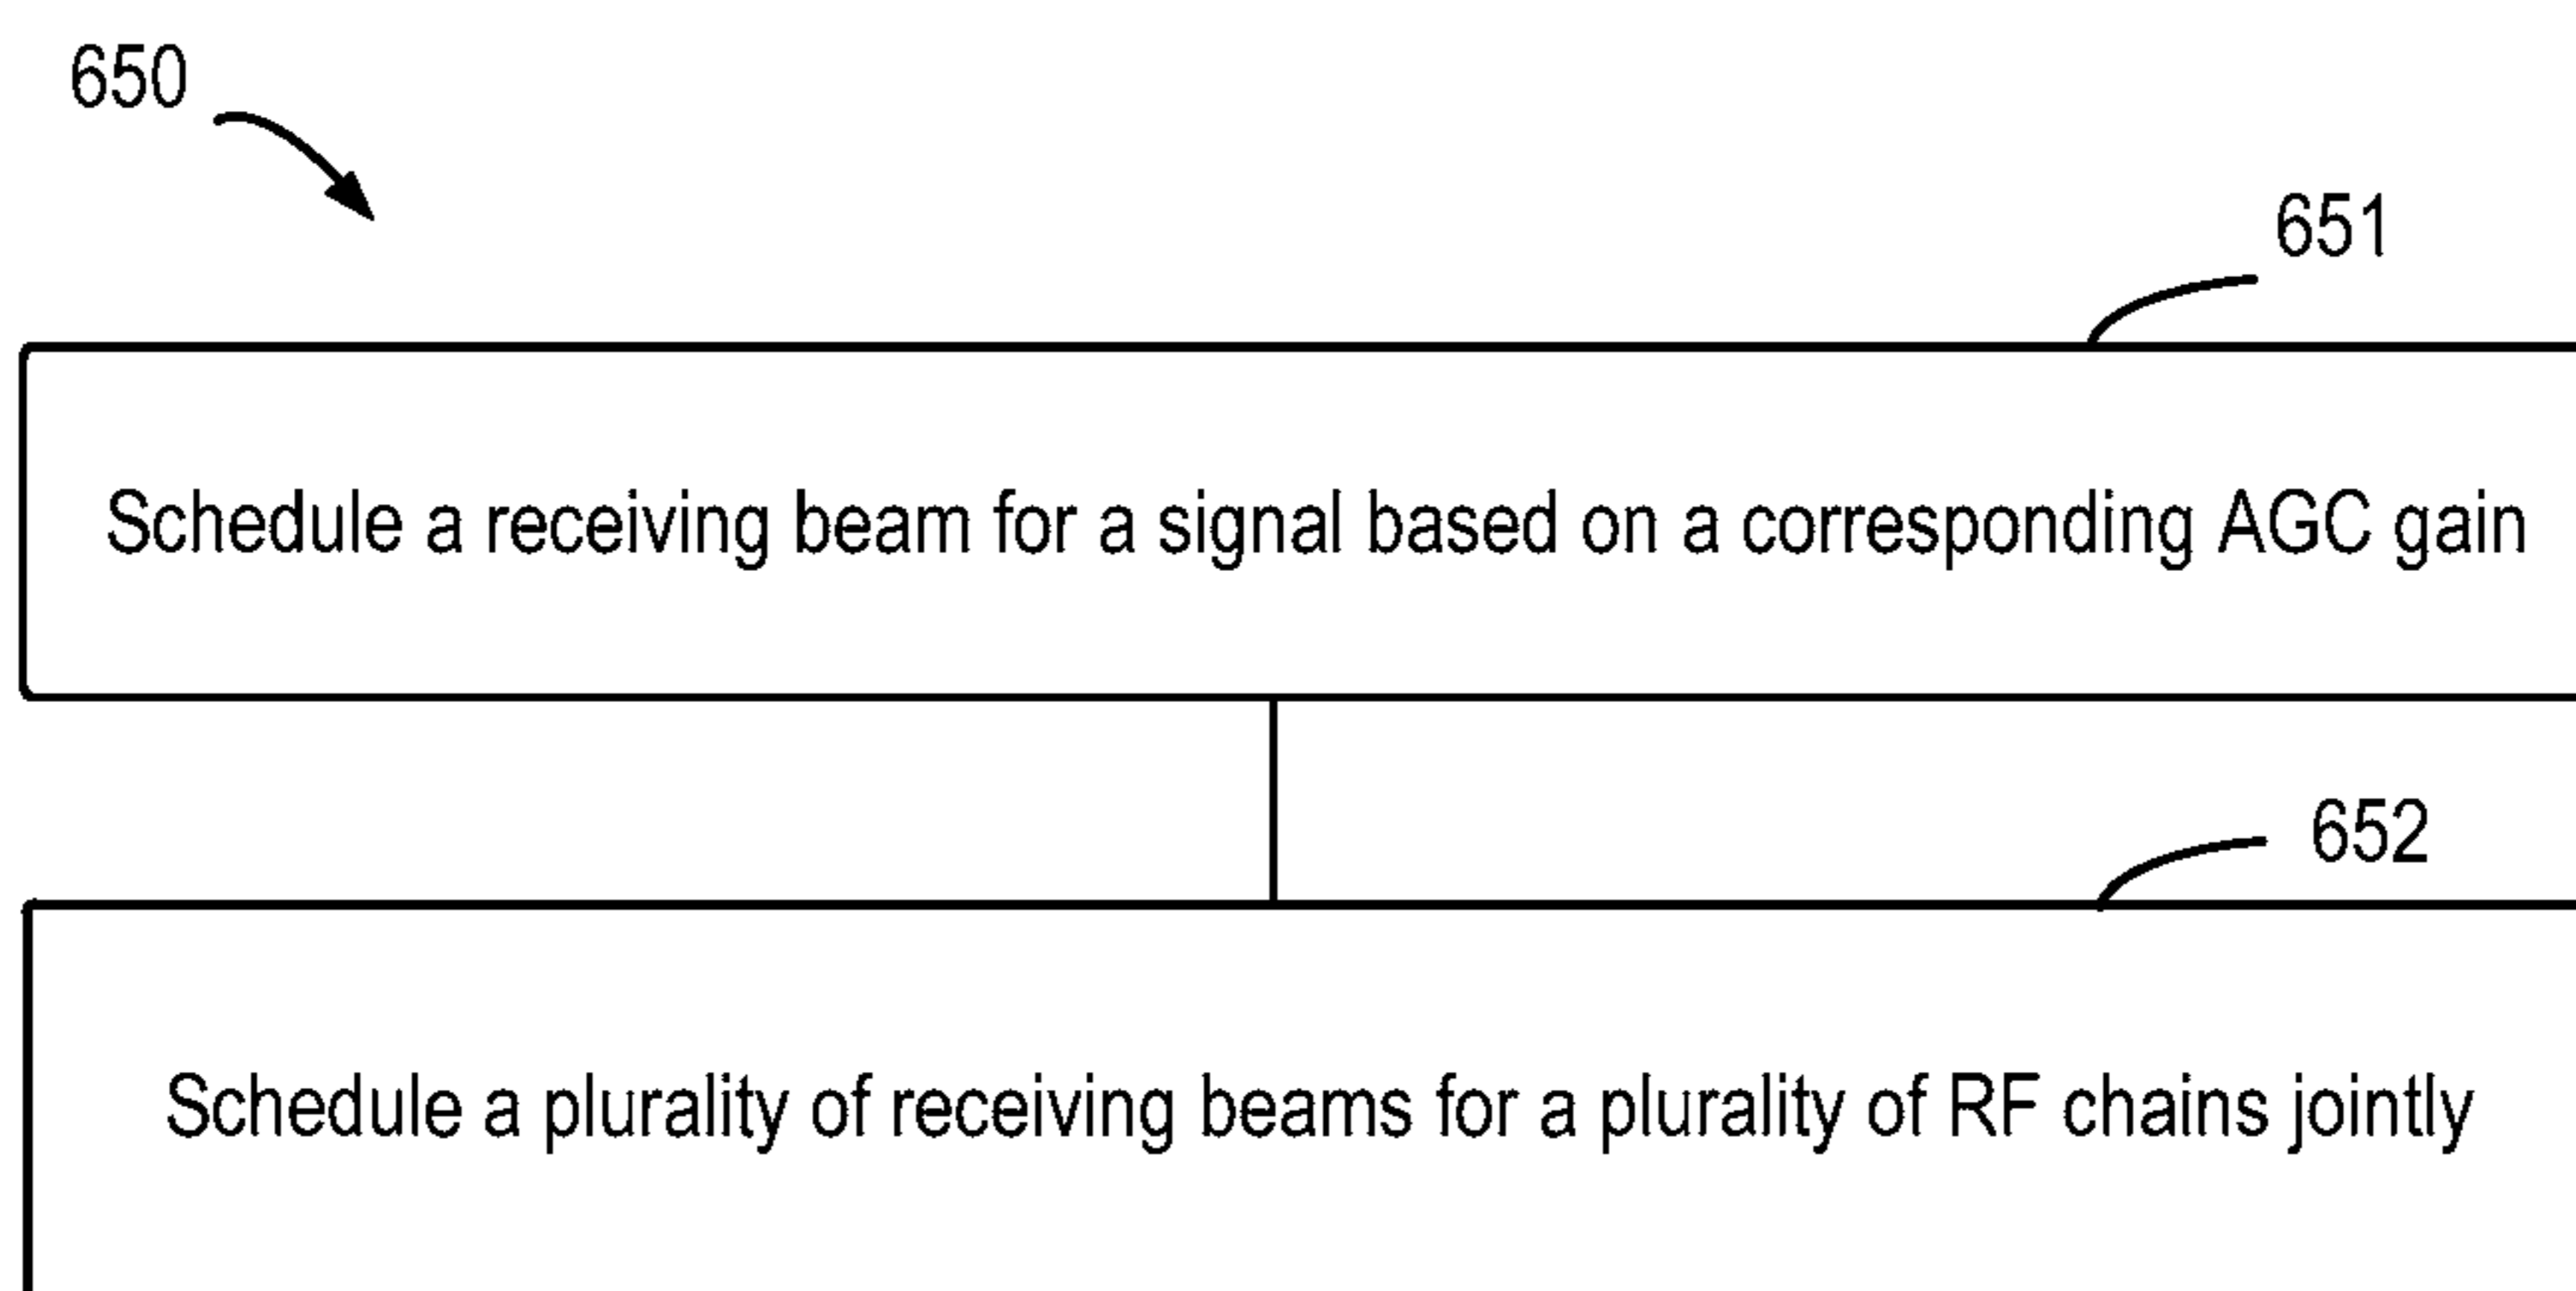 650
651
Schedule a receiving beam for a signal based on a corresponding AGC gain
652
Schedule a plurality of receiving beams for a plurality of RF chains jointly